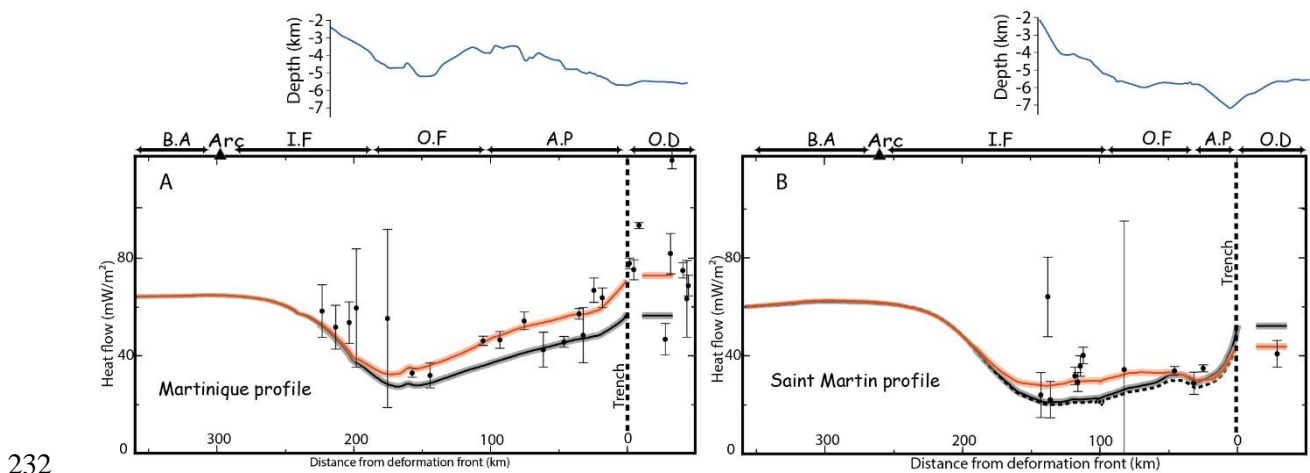 -2
-3
-4
-5
-6
-7
Depth (km)
-2
-3
-4
-5
-6
-7
Depth (km)
B.A Arc I.F O.F A.P O.D
B.A Arc I.F O.F A.P O.D
A
B
80
40
0
Heat flow (mW/m²)
80
40
0
Heat flow (mW/m²)
Martinique profile
Trench
Saint Martin profile
Trench
300 200 100 0
300 200 100 0
232
Distance from deformation front (km)
Distance from deformation front (km)